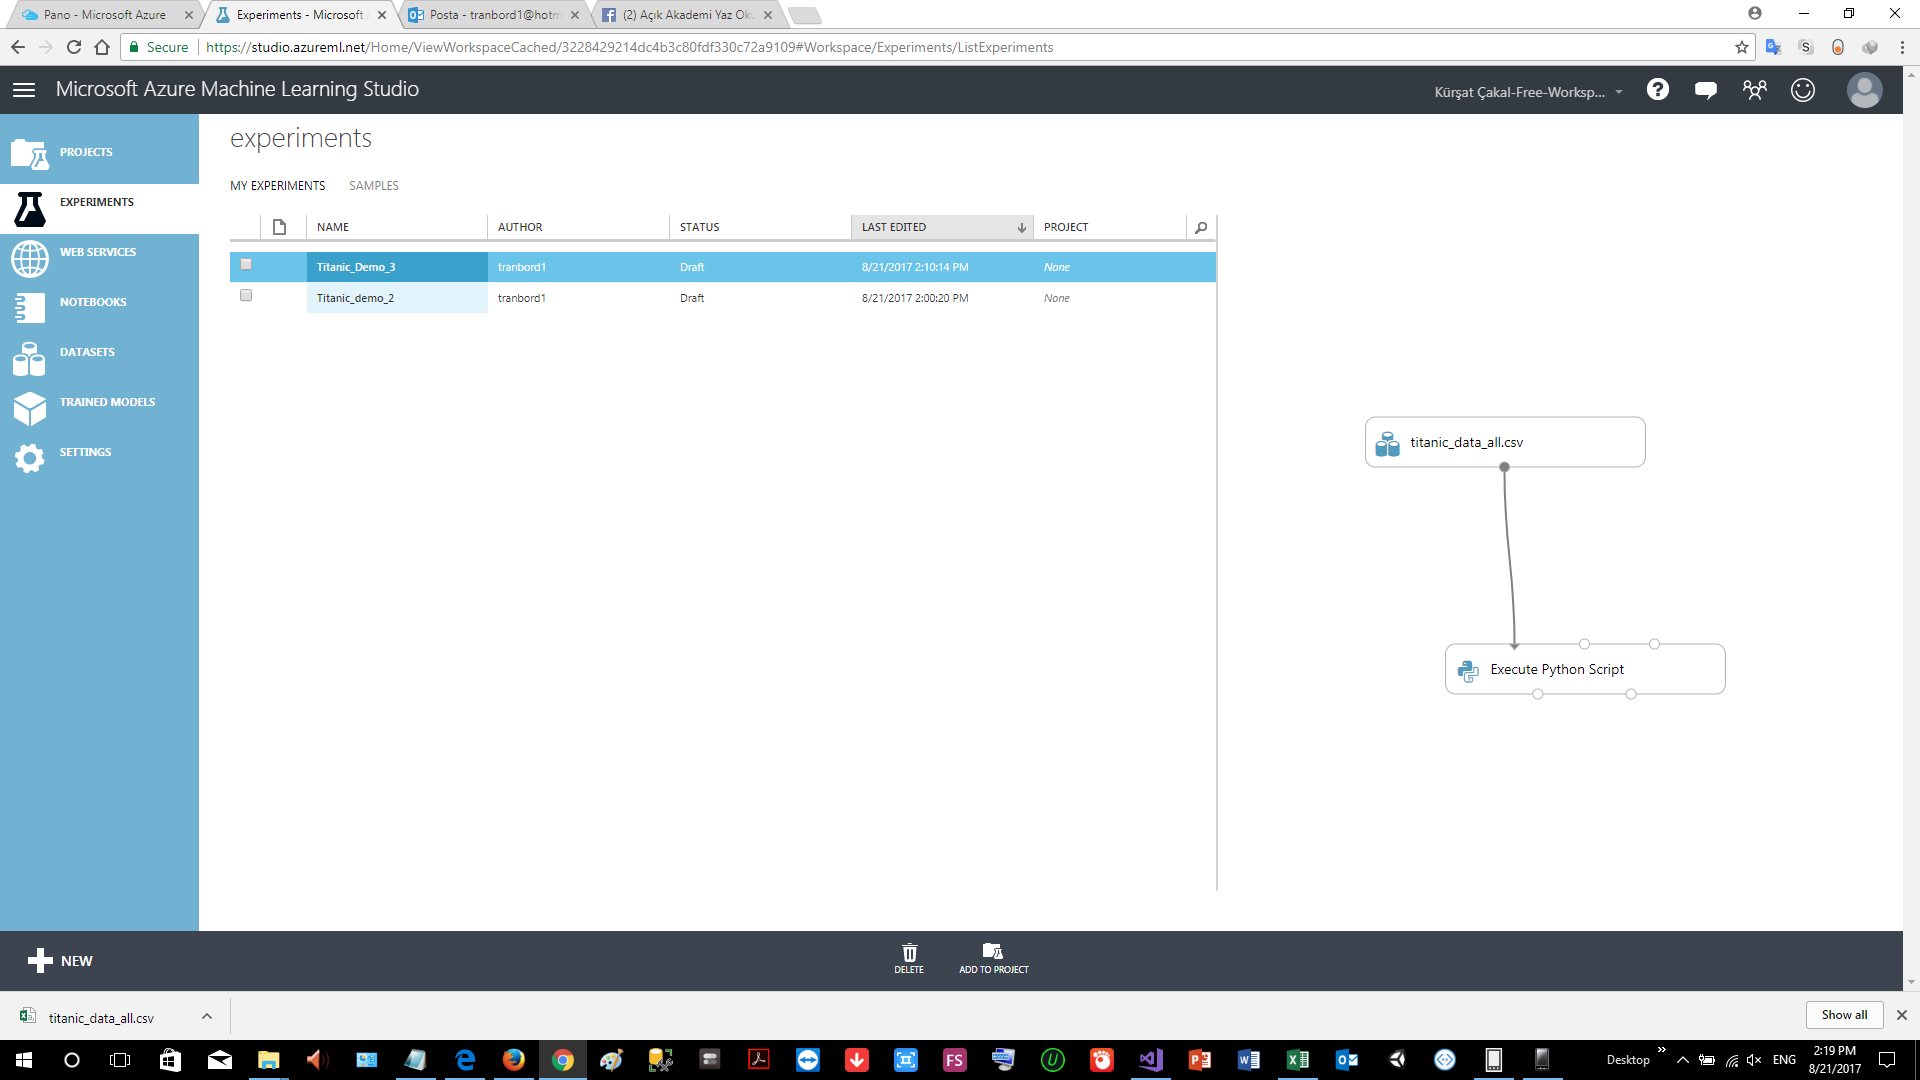 Pano - Microsoft Azure
Experiments - Microsoft
Posta - tranbord1@hotm
(2) Açık Akademi Yaz Ok
Secure
https://studio.azureml.net/Home/ViewWorkspaceCached/3228429214dc4b3c80fdf330c72a9109#Workspace/Experiments/ListExperiments
Microsoft Azure Machine Learning Studio
Kürşat Çakal-Free-Worksp...
PROJECTS
EXPERIMENTS
WEB SERVICES
NOTEBOOKS
DATASETS
TRAINED MODELS
SETTINGS
experiments
MY EXPERIMENTS SAMPLES
NAME AUTHOR STATUS LAST EDITED PROJECT
Titanic_Demo_3 tranbord1 Draft 8/21/2017 2:10:14 PM None
Titanic_demo_2 tranbord1 Draft 8/21/2017 2:00:20 PM None
titanic_data_all.csv
Execute Python Script
NEW
DELETE
ADD TO PROJECT
titanic_data_all.csv
Show all
FS
Desktop
ENG
2:19 PM
8/21/2017